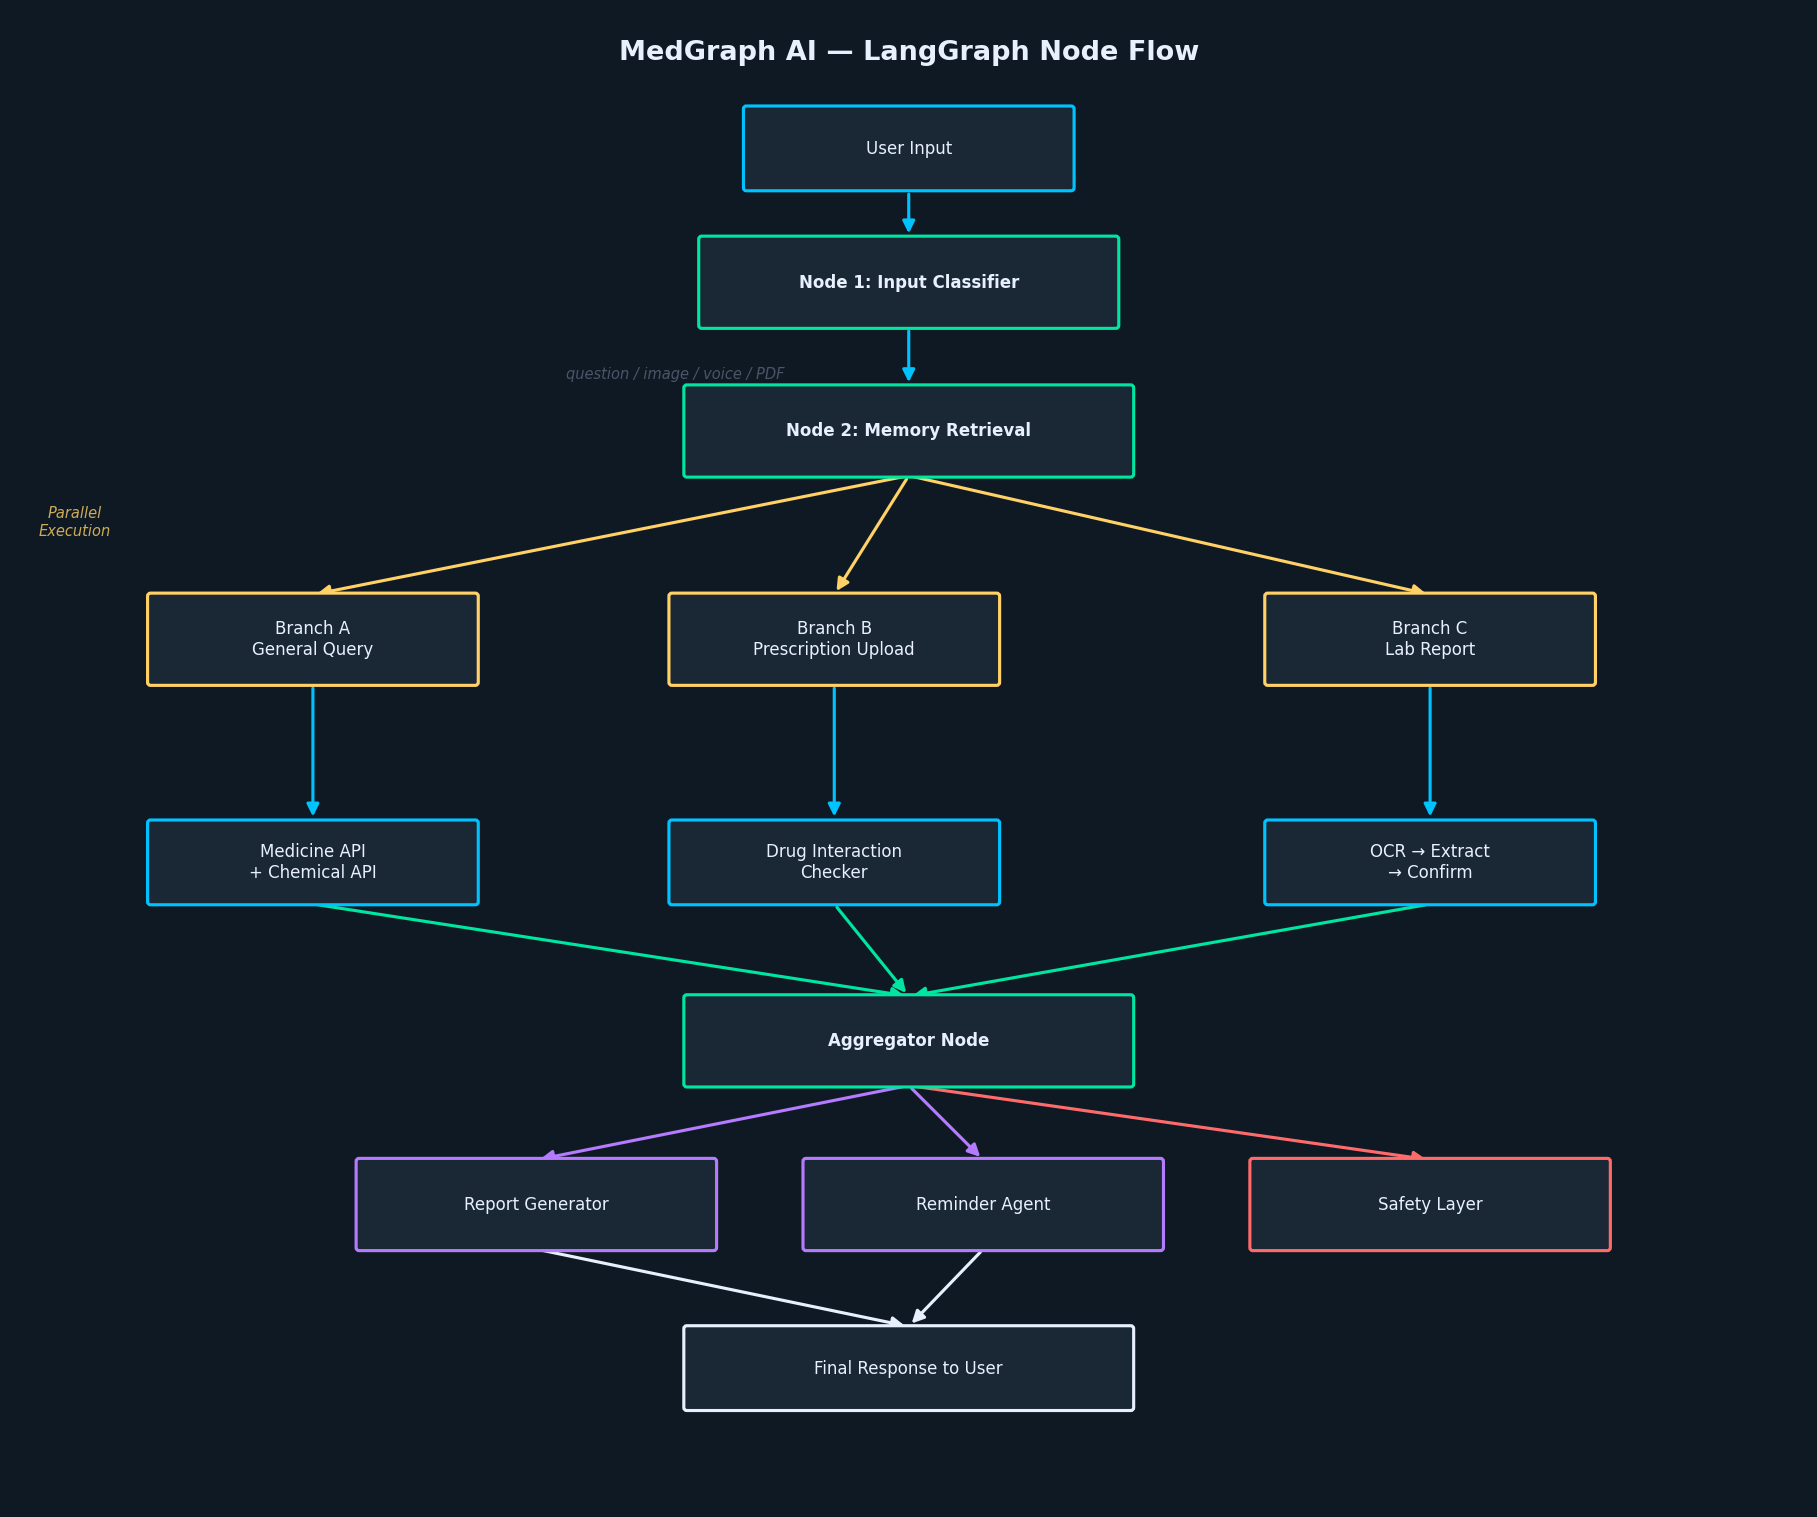 MedGraph AI — LangGraph Node Flow
User Input
Node 1: Input Classifier
question / image / voice / PDF
Node 2: Memory Retrieval
Parallel
Execution
Branch A
General Query
Branch B
Prescription Upload
Branch C
Lab Report
Medicine API
+ Chemical API
Drug Interaction
Checker
OCR → Extract
→ Confirm
Aggregator Node
Report Generator
Reminder Agent
Safety Layer
Final Response to User